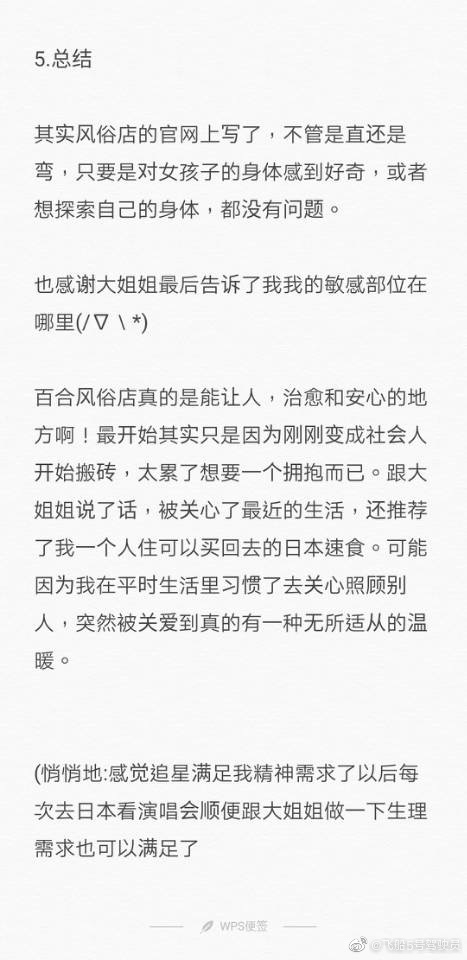 5.总结
其实风俗店的官网上写了，不管是直还是
弯，只要是对女孩子的身体感到好奇，或者
想探索自己的身体，都没有问题。
也感谢大姐姐最后告诉了我我的敏感部位在
哪里(/∇\*)
百合风俗店真的是能让人，治愈和安心的地
方啊！最开始其实只是因为刚刚变成社会人
开始搬砖，太累了想要一个拥抱而已。跟大
姐姐说了话，被关心了最近的生活，还推荐
了我一个人住可以买回去的日本速食。可能
因为我在平时生活里习惯了去关心照顾别
人，突然被关爱到真的有一种无所适从的温
暖。
(悄悄地:感觉追星满足我精神需求了以后每
次去日本看演唱会顺便跟大姐姐做一下生理
需求也可以满足了
WPS便签